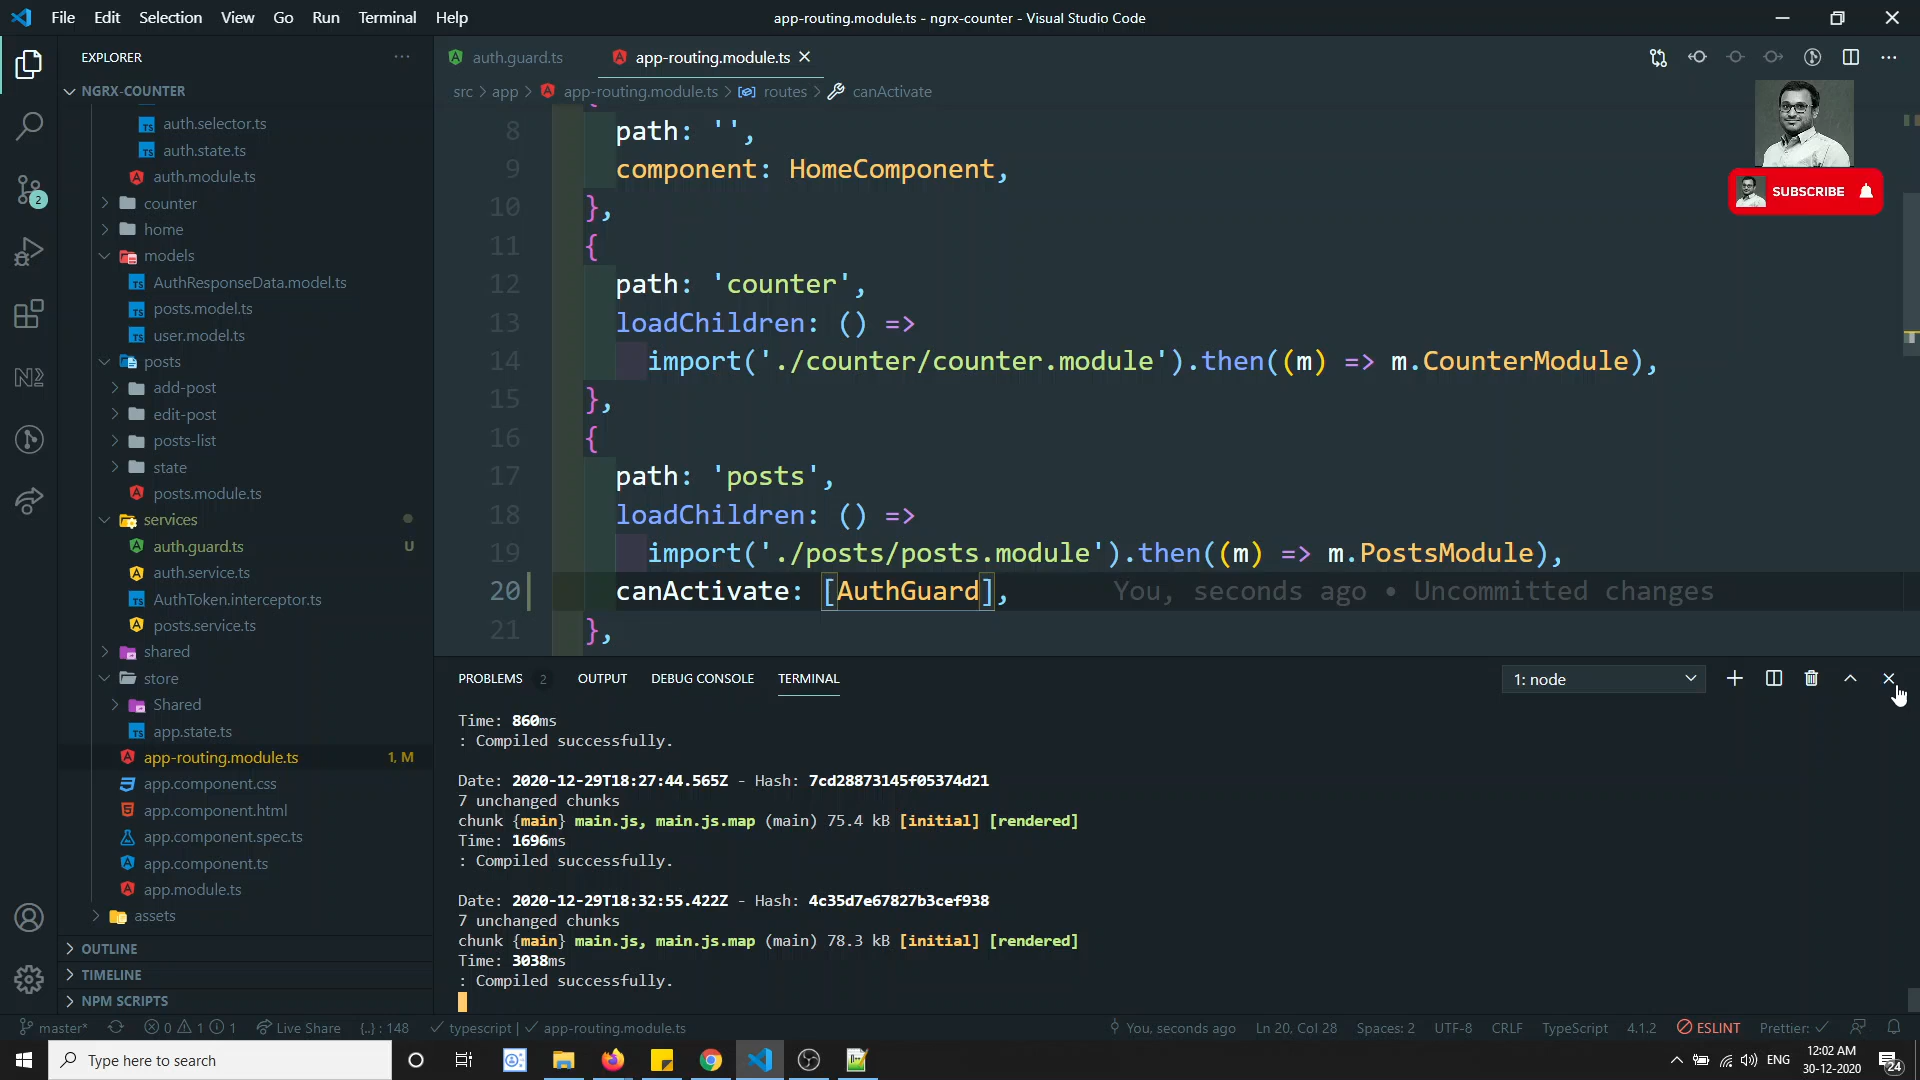 File Edit Selection View Go Run Terminal Help
app-routing.module.ts - ngrx-counter - Visual Studio Code
EXPLORER
NGRX-COUNTER
auth.selector.ts
auth.state.ts
auth.module.ts
counter
home
models
AuthResponseData.model.ts
posts.model.ts
user.model.ts
posts
add-post
edit-post
posts-list
state
posts.module.ts
services
auth.guard.ts U
auth.service.ts
AuthToken.interceptor.ts
posts.service.ts
shared
store
Shared
app.state.ts
app-routing.module.ts 1, M
app.component.css
app.component.html
app.component.spec.ts
app.component.ts
app.module.ts
assets
OUTLINE
TIMELINE
NPM SCRIPTS
2
auth.guard.ts app-routing.module.ts
src > app > app-routing.module.ts > routes > canActivate
8 path: '',
9 component: HomeComponent,
10 },
11 {
12 path: 'counter',
13 loadChildren: () =>
14 import('./counter/counter.module').then((m) => m.CounterModule),
15 },
16 {
17 path: 'posts',
18 loadChildren: () =>
19 import('./posts/posts.module').then((m) => m.PostsModule),
20 canActivate: [AuthGuard], You, seconds ago • Uncommitted changes
21 },
SUBSCRIBE
PROBLEMS 2 OUTPUT DEBUG CONSOLE TERMINAL
1: node
Time: 860ms
: Compiled successfully.
Date: 2020-12-29T18:27:44.565Z - Hash: 7cd28873145f05374d21
7 unchanged chunks
chunk {main} main.js, main.js.map (main) 75.4 kB [initial] [rendered]
Time: 1696ms
: Compiled successfully.
Date: 2020-12-29T18:32:55.422Z - Hash: 4c35d7e67827b3cef938
7 unchanged chunks
chunk {main} main.js, main.js.map (main) 78.3 kB [initial] [rendered]
Time: 3038ms
: Compiled successfully.
master* 0 1 1 Live Share {..} : 148 typescript | app-routing.module.ts
You, seconds ago Ln 20, Col 28 Spaces: 2 UTF-8 CRLF TypeScript 4.1.2 ESLINT Prettier:
Type here to search
ENG
12:02 AM
30-12-2020
24